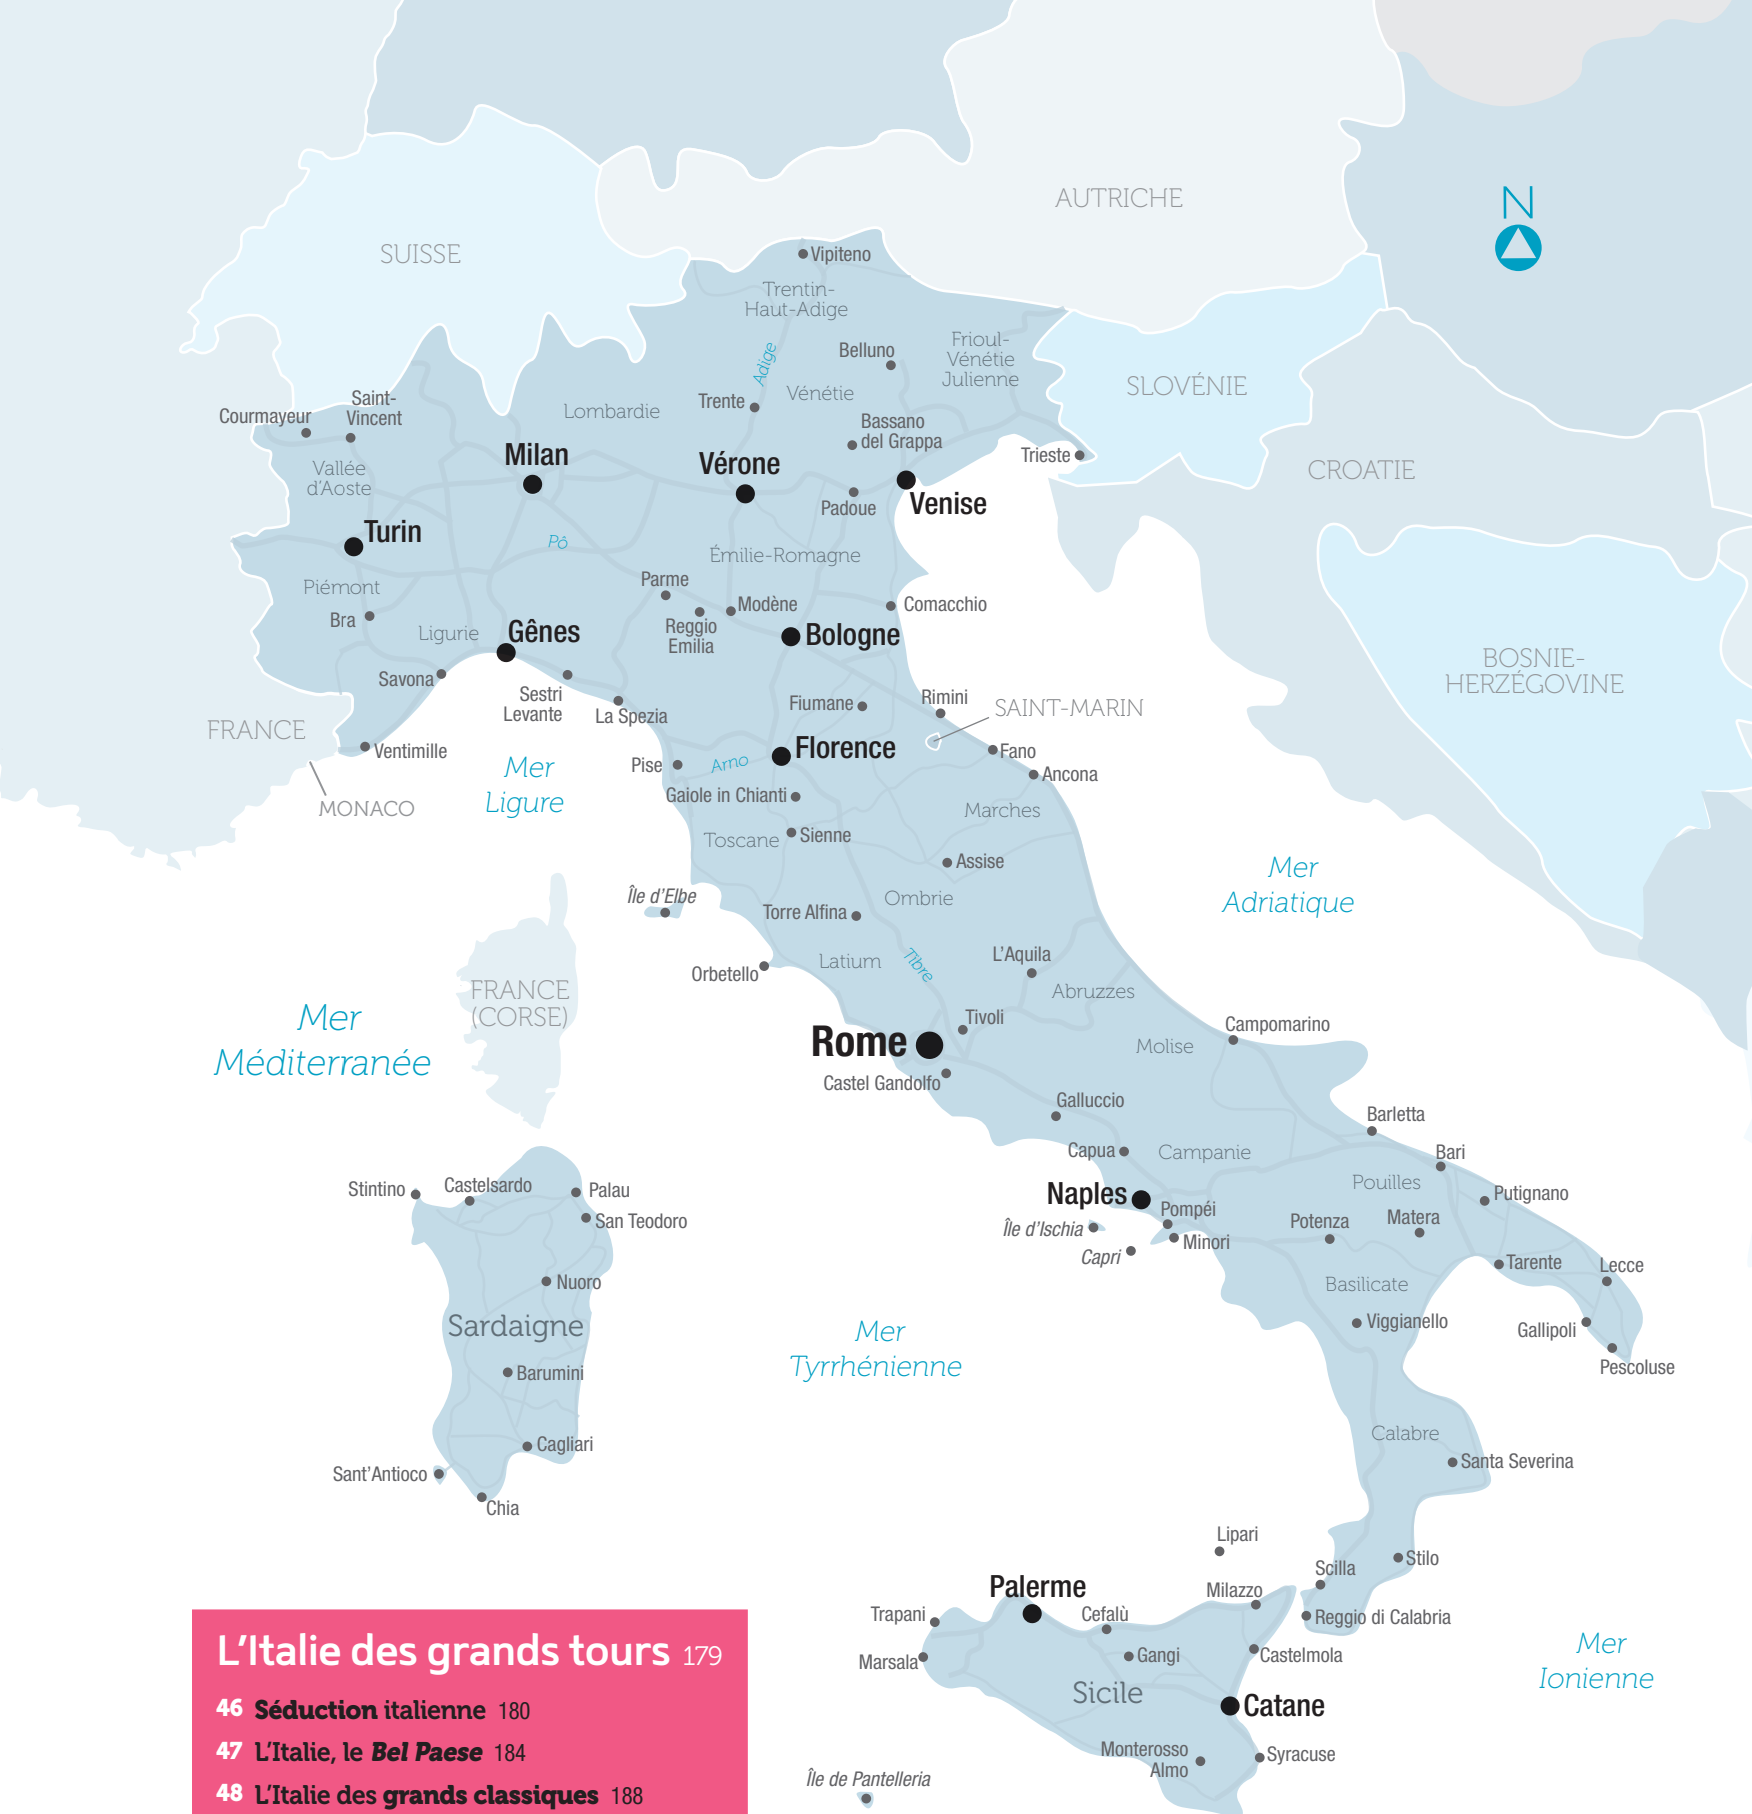 N
AUTRICHE
SUISSE
Vipiteno
Trentin-
Haut-Adige
Adige
Belluno
Frioul-
Vénétie
Julienne
SLOVÉNIE
Trente
Vénétie
Lombardie
Saint-
Vincent
Courmayeur
Bassano
del Grappa
Trieste
CROATIE
Milan
Vérone
Vallée
d'Aoste
Padoue
Venise
Turin
Pô
Émilie-Romagne
Piémont
Parme
Modène
Comacchio
Bra
Ligurie
Gênes
Reggio
Emilia
Bologne
BOSNIE-
HERZÉGOVINE
Savona
Sestri
Levante
La Spezia
Fiumane
Rimini
SAINT-MARIN
FRANCE
Ventimille
Florence
Fano
Mer
Ligure
Pise
Arno
Ancona
MONACO
Gaiole in Chianti
Marches
Toscane
Sienne
Assise
Mer
Adriatique
Île d'Elbe
Ombrie
Torre Alfina
L'Aquila
Latium
Tibre
Orbetello
Abruzzes
FRANCE
(CORSE)
Mer
Méditerranée
Tivoli
Campomarino
Rome
Molise
Castel Gandolfo
Galluccio
Barletta
Capua
Campanie
Bari
Pouilles
Stintino
Castelsardo
Palau
Naples
Putignano
Pompéi
San Teodoro
Île d'Ischia
Potenza
Matera
Minori
Capri
Tarente
Lecce
Nuoro
Basilicate
Sardaigne
Mer
Tyrrhénienne
Viggianello
Gallipoli
Pescoluse
Barumini
Calabre
Cagliari
Santa Severina
Sant'Antioco
Chia
Lipari
Stilo
Scilla
Palerme
Milazzo
Trapani
Cefalù
Reggio di Calabria
Marsala
Gangi
Castelmola
Mer
Ionienne
Sicile
Catane
Monterosso
Almo
Syracuse
Île de Pantelleria
L'Italie des grands tours 179
46 Séduction italienne 180
47 L'Italie, le Bel Paese 184
48 L'Italie des grands classiques 188